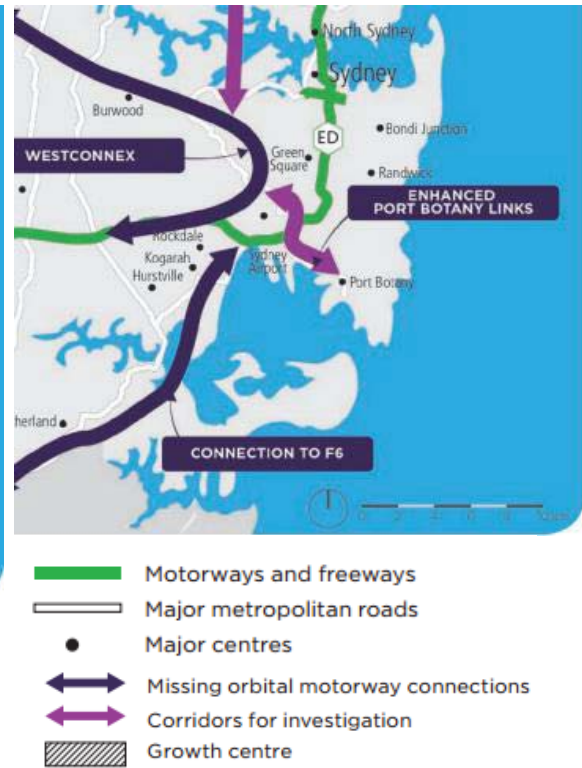 North Sydney
Sydney
Burwood
ED
Bondi Junction
WESTCONNEX
Green
Square
Randwick
ENHANCED
PORT BOTANY LINKS
Rockdale
Kogarah
Sydney
Airport
Hurstville
Port Botany
herland
CONNECTION TO F6
Motorways and freeways
Major metropolitan roads
Major centres
Missing orbital motorway connections
Corridors for investigation
Growth centre